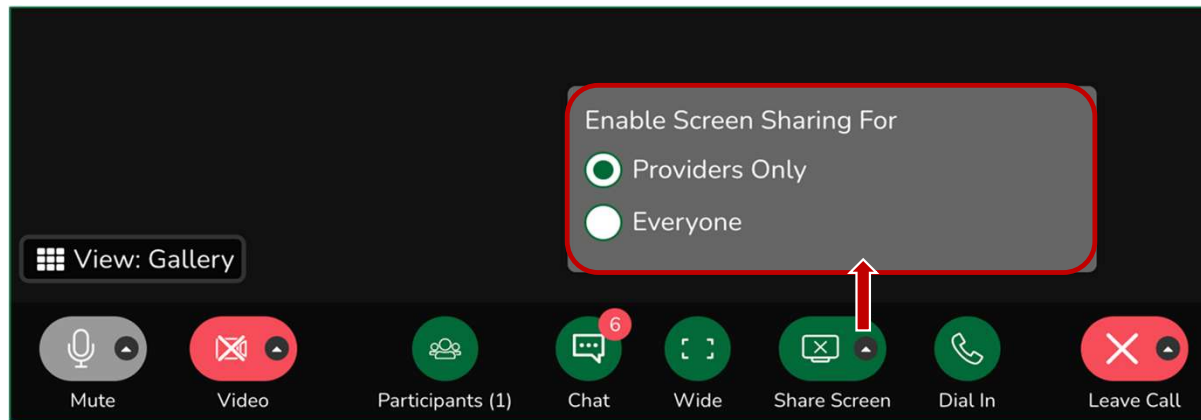 Enable Screen Sharing For
Providers Only
Everyone
View: Gallery
6
Mute
Video
Participants (1)
Chat
Wide
Share Screen
Dial In
Leave Call